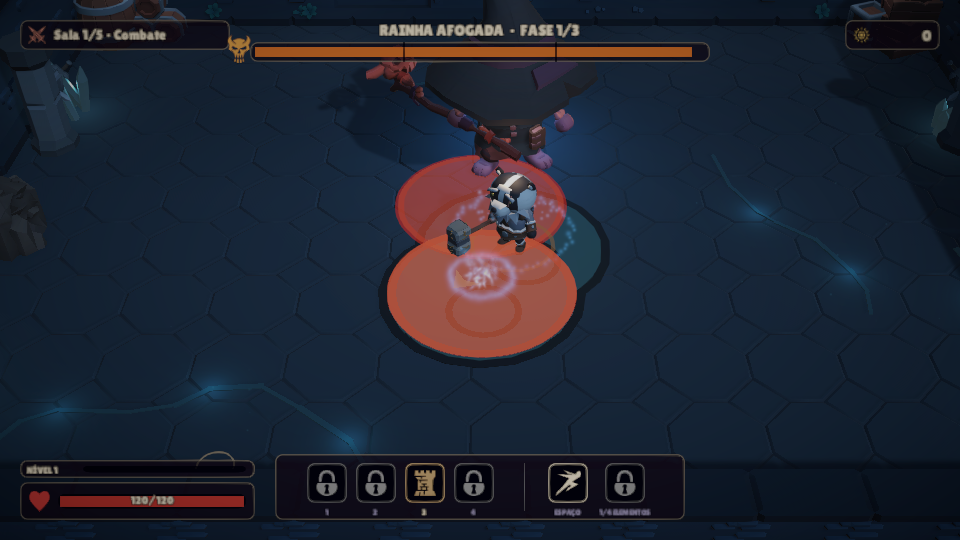 Sala 1/5 - Combate
RAINHA AFOGADA - FASE 1/3
0
NÍVEL 1
120/120
1
2
3
4
ESPAÇO
1/4 ELEMENTOS